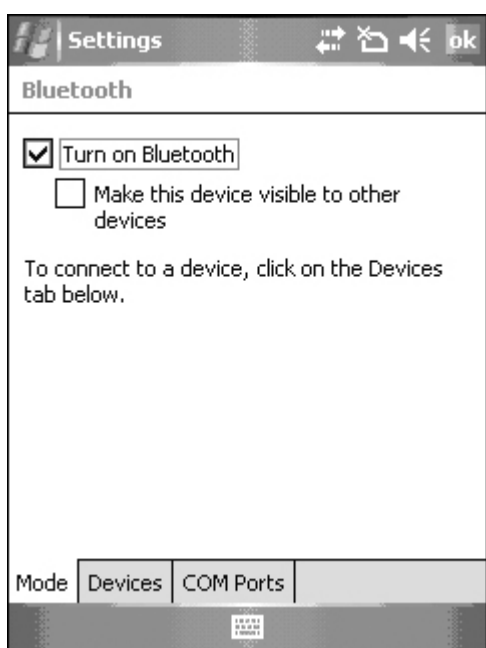 Settings
ok
Bluetooth
Turn on Bluetooth
Make this device visible to other
devices
To connect to a device, click on the Devices
tab below.
Mode
Devices
COM Ports